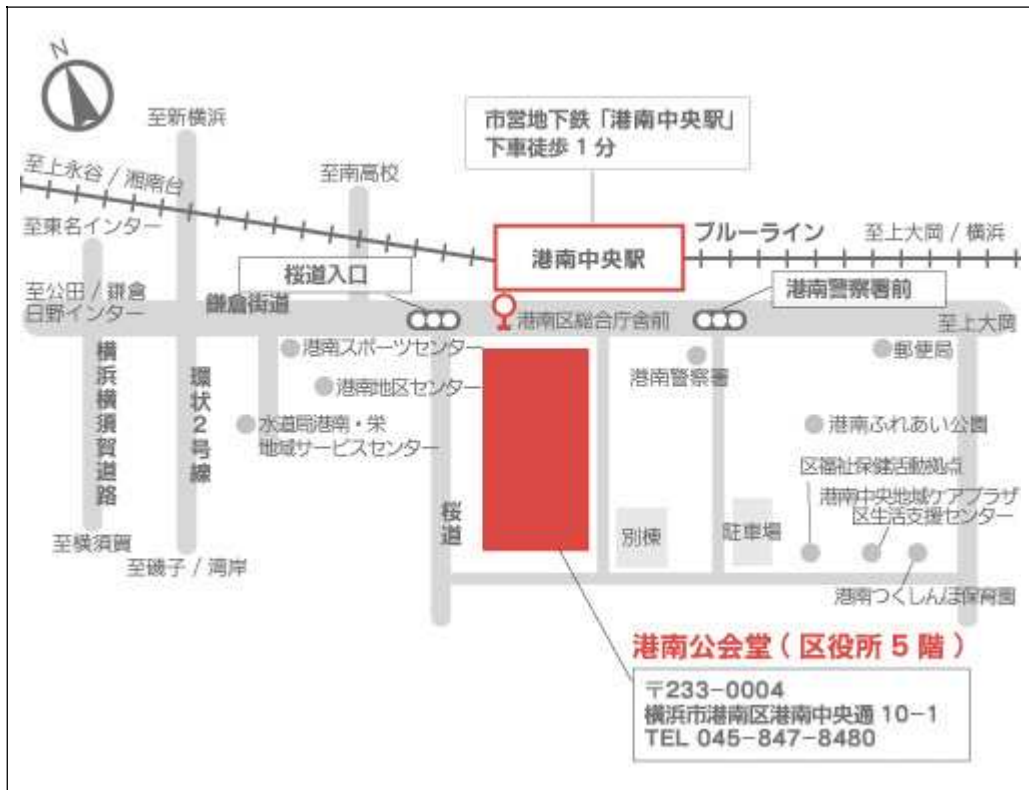 N
至新横浜
市営地下鉄「港南中央駅」
下車徒歩 1 分
至上永谷 / 湘南台
至南高校
至東名インター
ブルーライン
至上大岡 / 横浜
港南中央駅
桜道入口
港南警察署前
至公田 / 鎌倉
日野インター
鎌倉街道
港南区総合庁舎前
至上大岡
港南スポーツセンター
港南警察署
郵便局
横浜横須賀道路
環状2号線
港南地区センター
水道局港南・栄
地域サービスセンター
港南ふれあい公園
区福祉保健活動拠点
港南中央地域ケアプラザ
区生活支援センター
桜道
別棟
駐車場
至横須賀
至磯子 / 湾岸
港南つくしんぼ保育園
港南公会堂 ( 区役所 5 階 )
〒233-0004
横浜市港南区港南中央通 10-1
TEL 045-847-8480